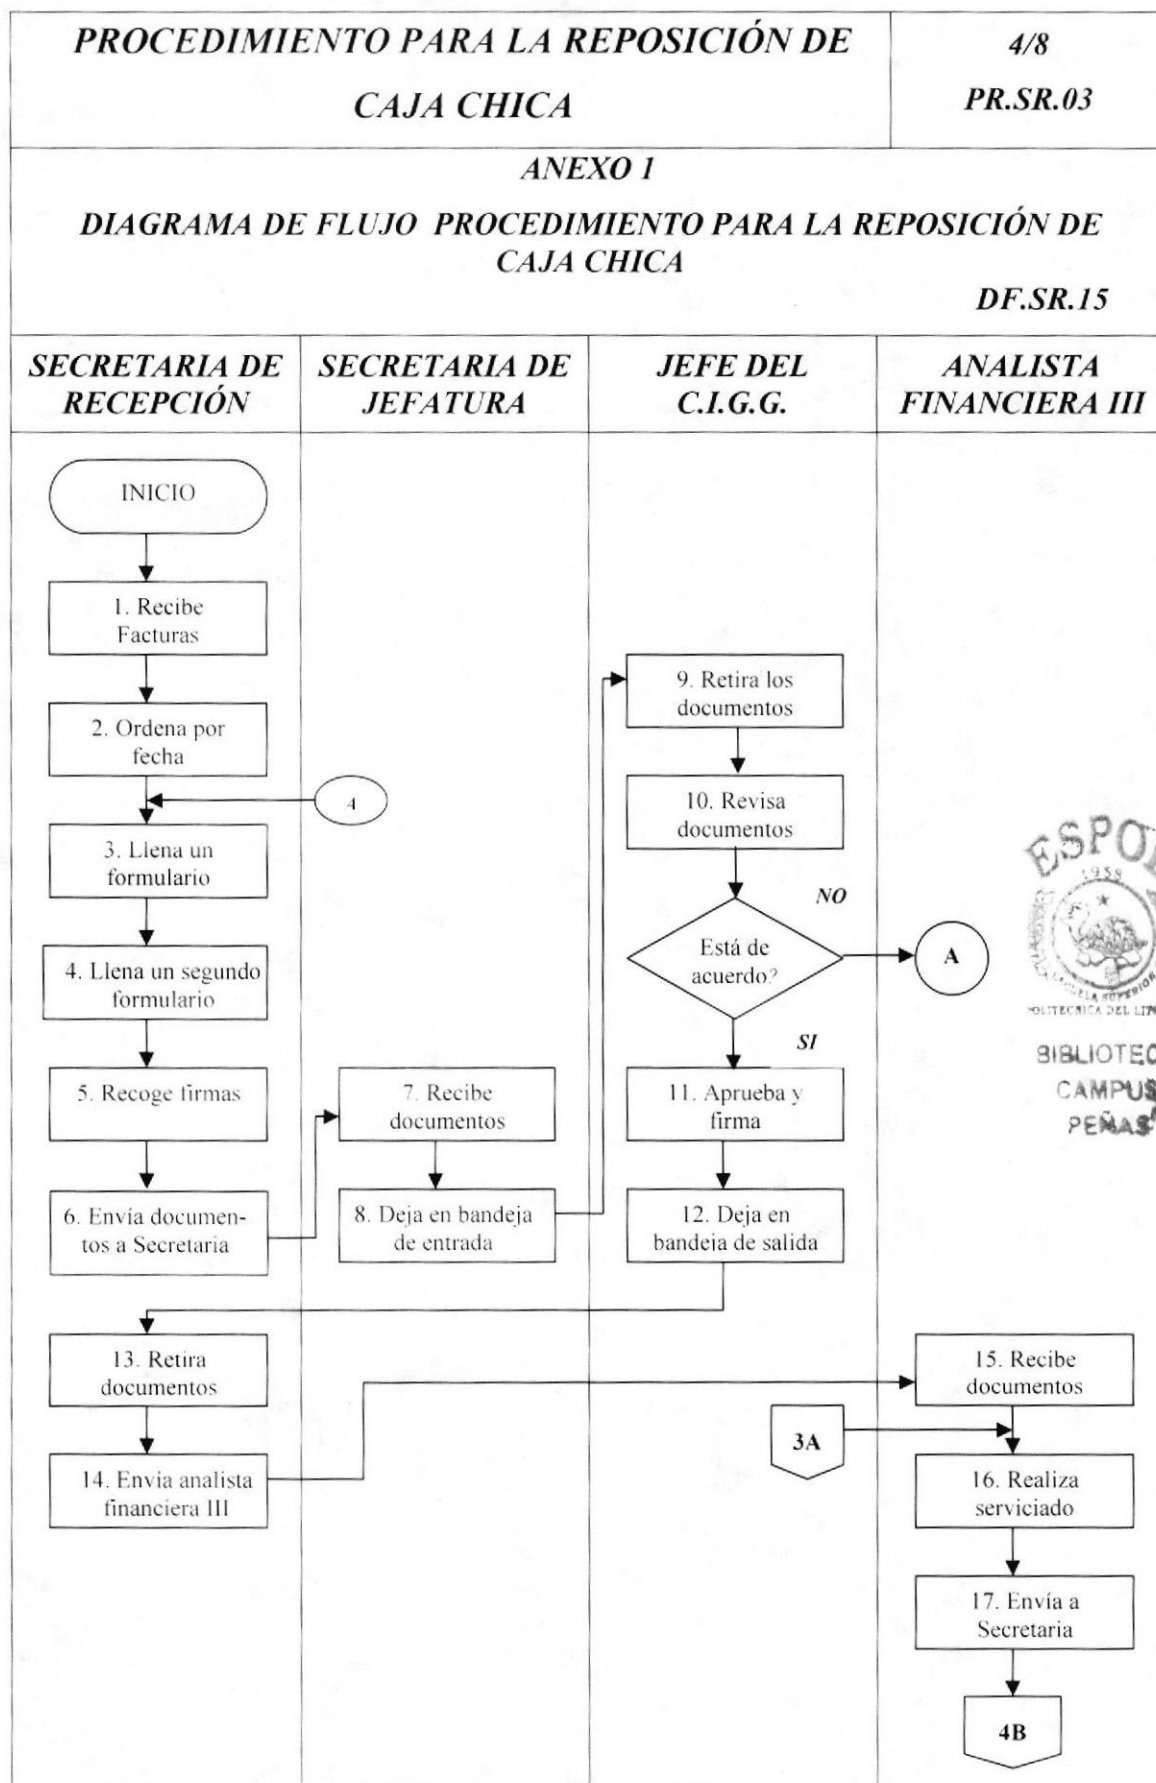 PROCEDIMIENTO PARA LA REPOSICIÓN DE
CAJA CHICA
4/8
PR.SR.03
ANEXO 1
DIAGRAMA DE FLUJO PROCEDIMIENTO PARA LA REPOSICIÓN DE
CAJA CHICA
DF.SR.15
SECRETARIA DE
RECEPCIÓN
SECRETARIA DE
JEFATURA
JEFE DEL
C.I.G.G.
ANALISTA
FINANCIERA III
INICIO
1. Recibe
Facturas
2. Ordena por
fecha
4
3. Llena un
formulario
4. Llena un segundo
formulario
5. Recoge firmas
6. Envía documen-
tos a Secretaria
7. Recibe
documentos
8. Deja en bandeja
de entrada
9. Retira los
documentos
10. Revisa
documentos
NO
Está de
acuerdo?
A
SI
11. Aprueba y
firma
12. Deja en
bandeja de salida
13. Retira
documentos
14. Envía analista
financiera III
15. Recibe
documentos
3A
16. Realiza
serviciado
17. Envía a
Secretaria
4B
ESPO
1958
POLITECNICA DEL
BIBLIOTEC
CAMPUS
PEÑAS